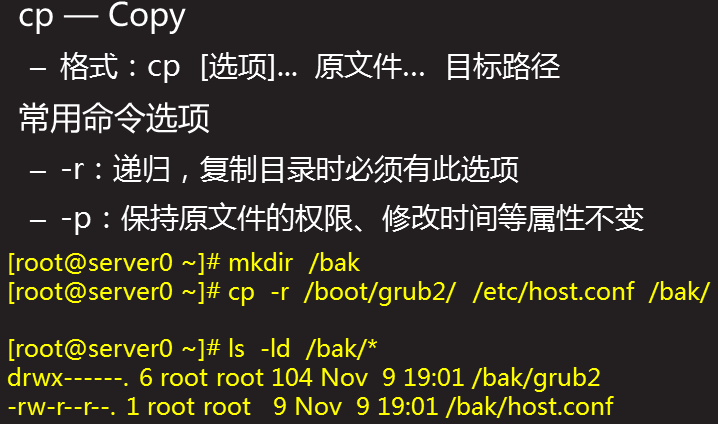 cp — Copy
– 格式：cp [选项]... 原文件... 目标路径
常用命令选项
– -r：递归，复制目录时必须有此选项
– -p：保持原文件的权限、修改时间等属性不变
[root@server0 ~]# mkdir /bak
[root@server0 ~]# cp -r /boot/grub2/ /etc/host.conf /bak/
[root@server0 ~]# ls -ld /bak/*
drwx------. 6 root root 104 Nov 9 19:01 /bak/grub2
-rw-r--r--. 1 root root 9 Nov 9 19:01 /bak/host.conf